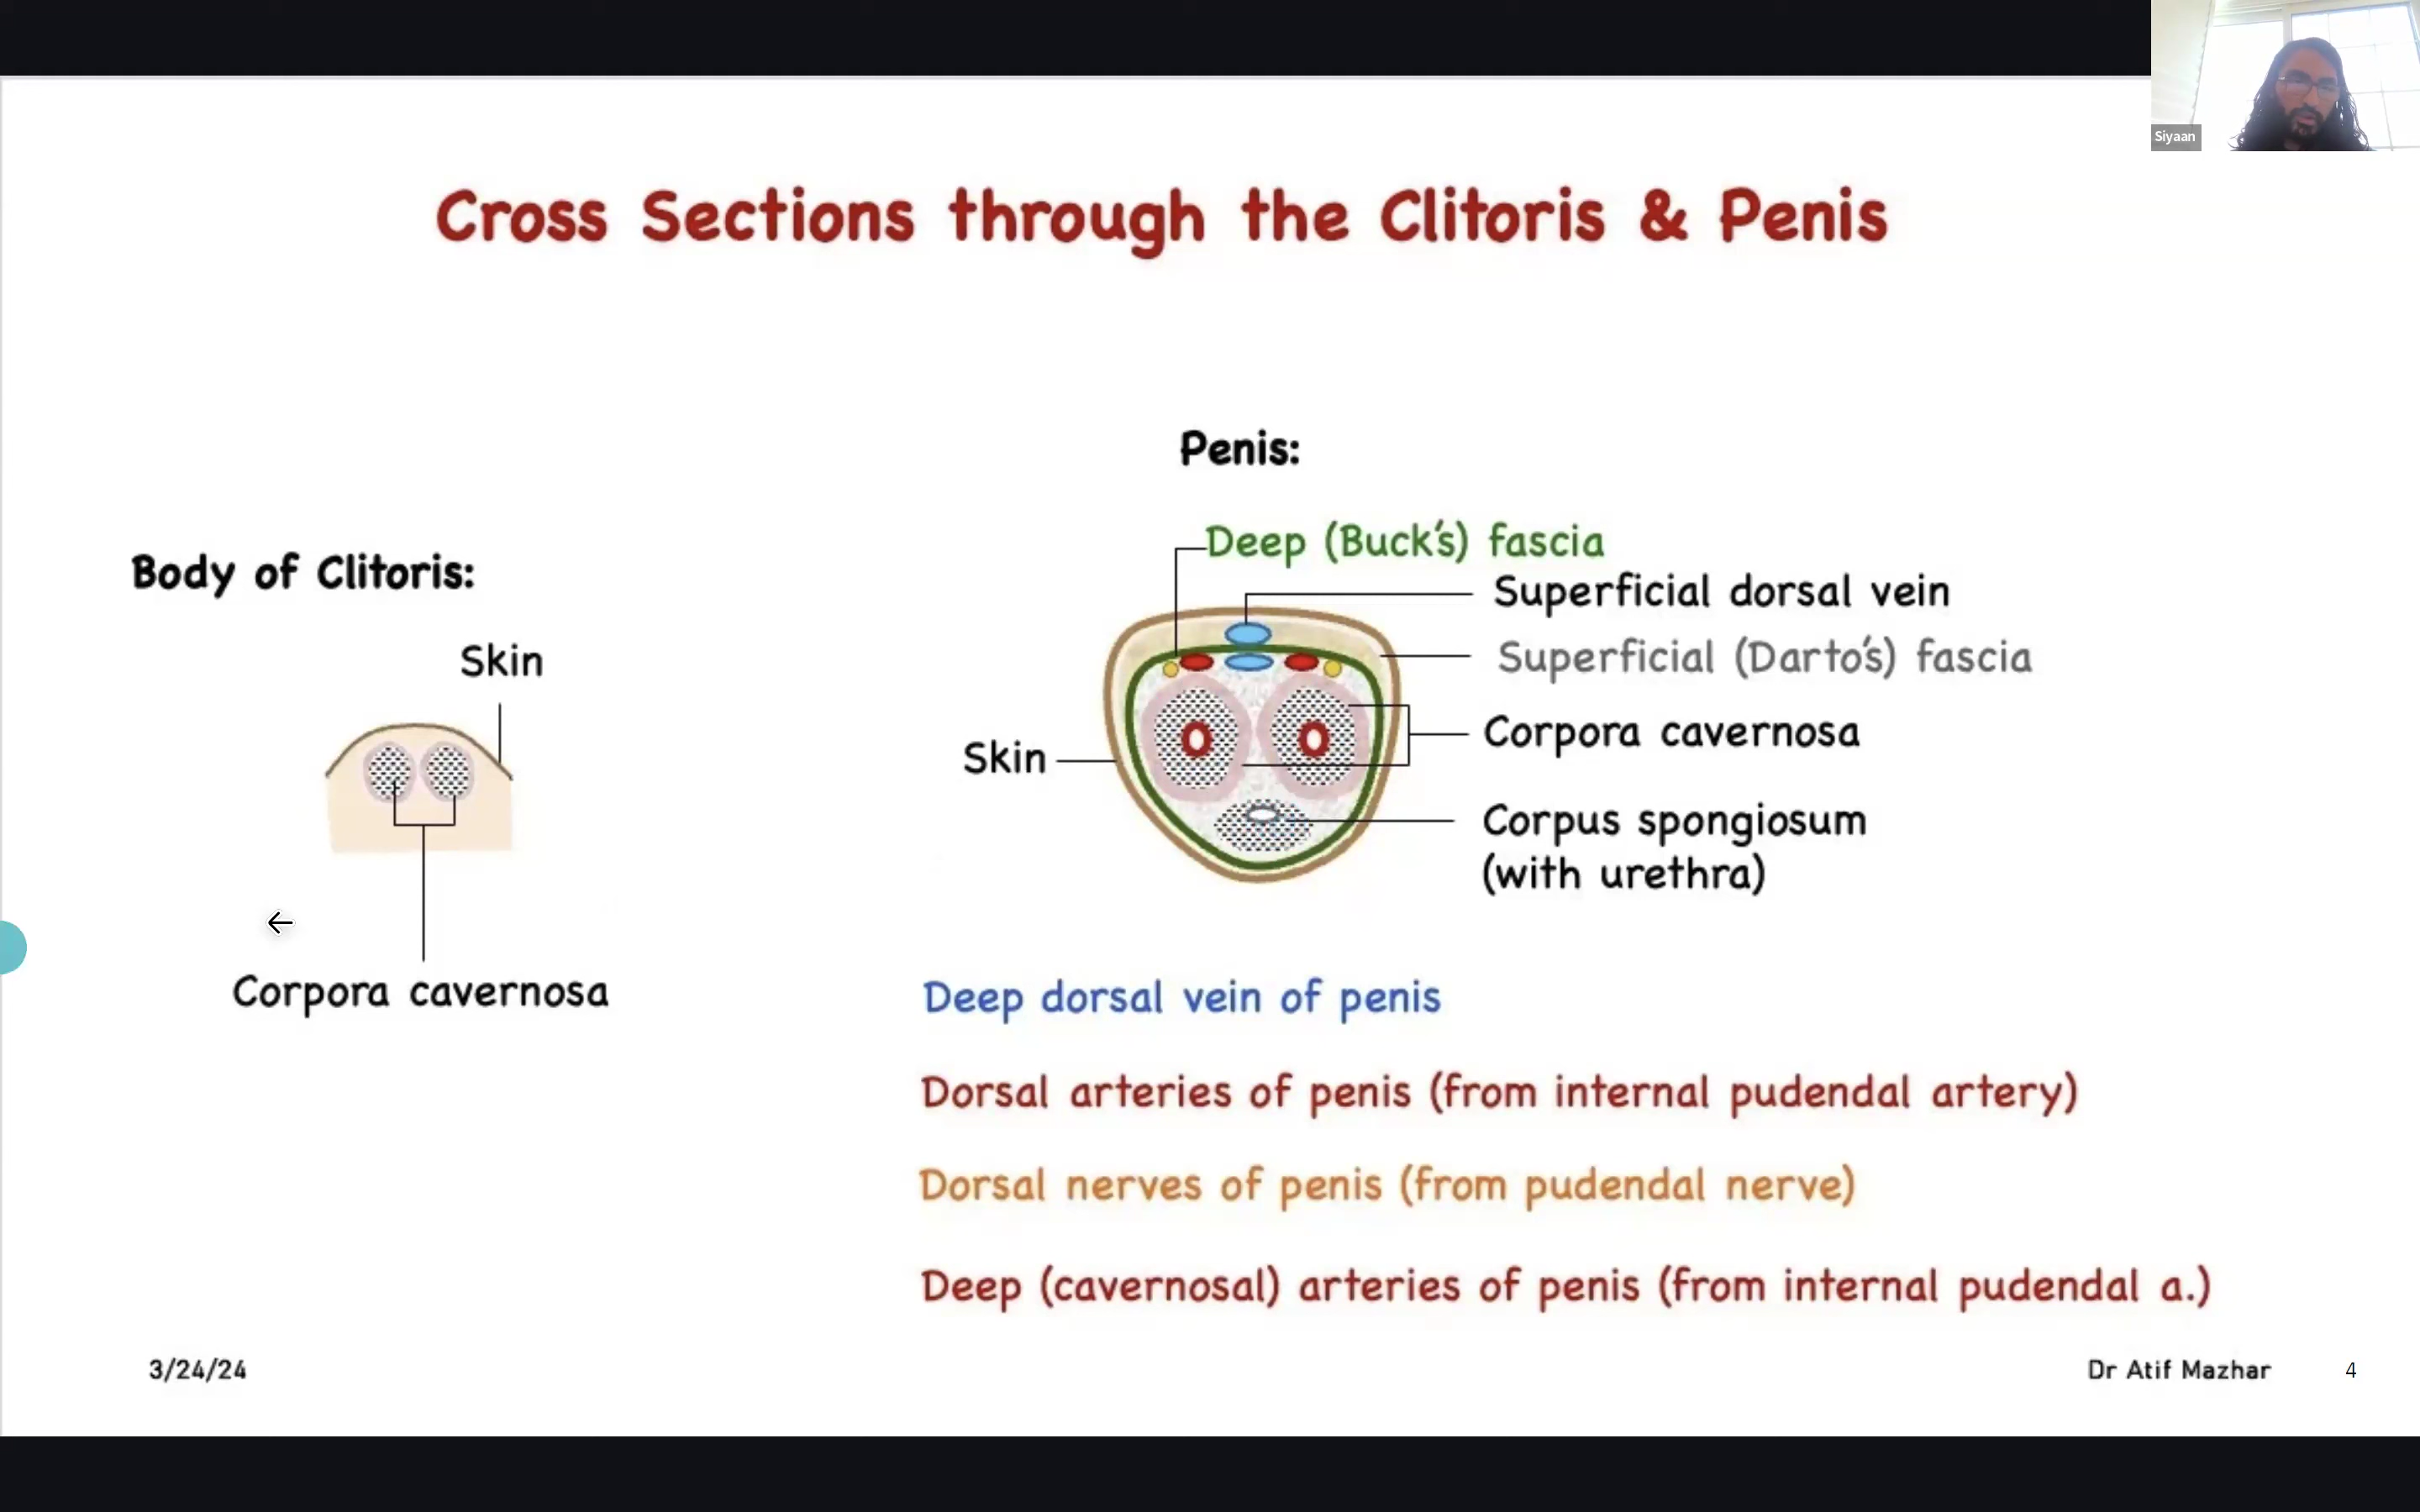 Siyaan
Cross Sections through the Clitoris & Penis
Penis:
Deep (Buck's) fascia
Superficial dorsal vein
Superficial (Darto's) fascia
Corpora cavernosa
Skin
Corpus spongiosum
(with urethra)
Body of Clitoris:
Skin
Corpora cavernosa
Deep dorsal vein of penis
Dorsal arteries of penis (from internal pudendal artery)
Dorsal nerves of penis (from pudendal nerve)
Deep (cavernosal) arteries of penis (from internal pudendal a.)
3/24/24
Dr Atif Mazhar
4